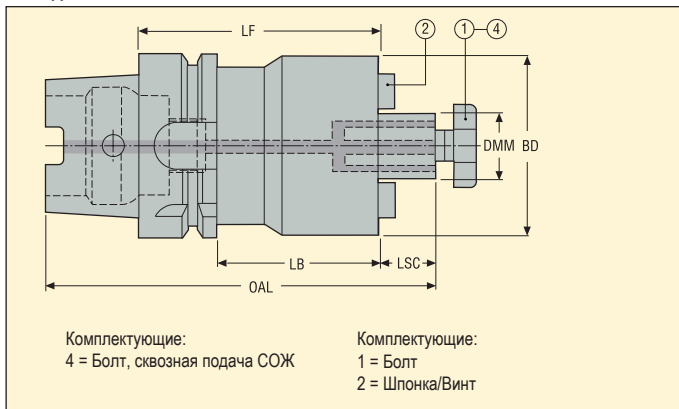 LF
2
1 4
DMM
BD
LB
LSC
OAL
Комплектующие:
4 = Болт, сквозная подача СОЖ
Комплектующие:
1 = Болт
2 = Шпонка/Винт